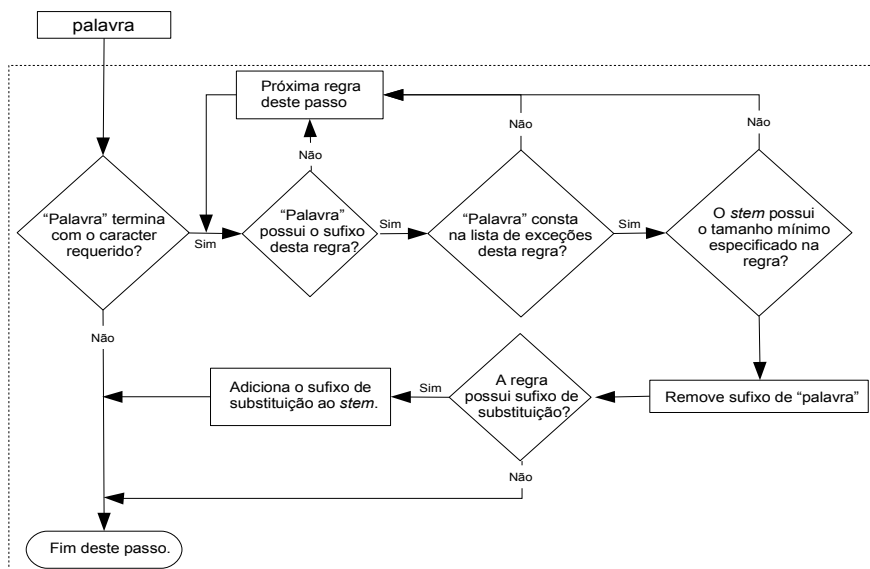 palavra
Próxima regra
deste passo
Não
Não
Não
“Palavra” termina
com o caracter
requerido?
Sim
“Palavra”
possui o sufixo
desta regra?
Sim
“Palavra” consta
na lista de exceções
desta regra?
Sim
O stem possui
o tamanho mínimo
especificado na
regra?
Não
Adiciona o sufixo de
substituição ao stem.
Sim
A regra
possui sufixo de
substituição?
Remove sufixo de “palavra”
Não
Fim deste passo.